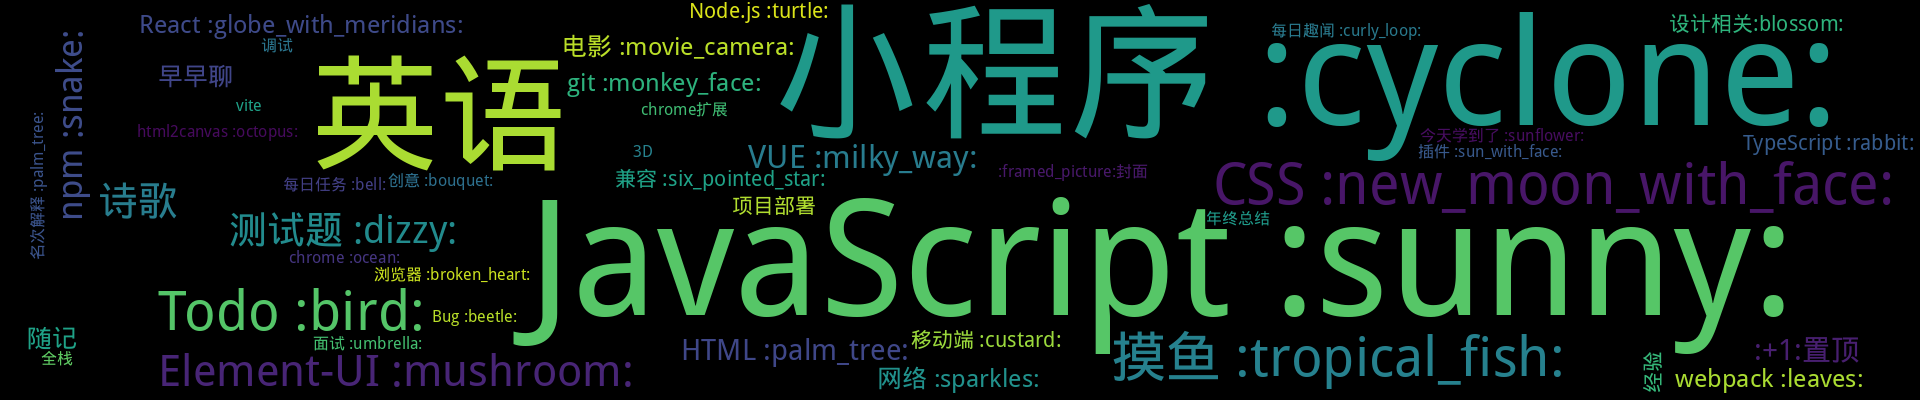 Node.js :turtle:
React :globe_with_meridians:
每日趣闻 :curly_loop:
设计相关:blossom:
小程序 :cyclone:
调试
电影 :movie_camera:
英语
早早聊
git :monkey_face:
vite
chrome扩展
npm :snake:
html2canvas :octopus:
今天学到了 :sunflower:
TypeScript :rabbit:
3D
VUE :milky_way:
插件 :sun_with_face:
名次解释 :palm_tree:
:framed_picture:封面
兼容 :six_pointed_star:
每日任务 :bell:
创意 :bouquet:
CSS :new_moon_with_face:
诗歌
项目部署
年终总结
测试题 :dizzy:
JavaScript :sunny:
chrome :ocean:
浏览器 :broken_heart:
Todo :bird:
Bug :beetle:
随记
面试 :umbrella:
移动端 :custard:
HTML :palm_tree:
摸鱼 :tropical_fish:
:+1:置顶
全栈
Element-UI :mushroom:
网络 :sparkles:
经验
webpack :leaves: